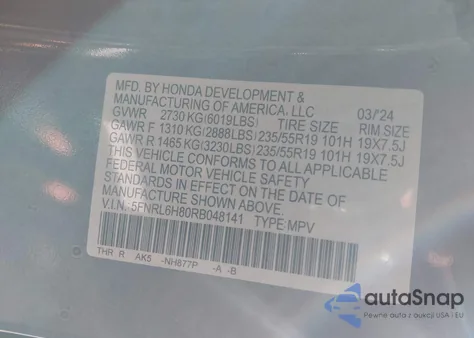 MFD. BY HONDA DEVELOPMENT &
MANUFACTURING OF AMERICA, LLC 03/24
GVWR 2730 KG (6019LBS) TIRE SIZE RIM SIZE
GAWR F 1310 KG (2888LBS) 235/55R19 101H 19X7.5J
GAWR R 1465 KG (3230LBS) 235/55R19 101H 19X7.5J
THIS VEHICLE CONFORMS TO ALL APPLICABLE
FEDERAL MOTOR VEHICLE SAFETY
STANDARDS IN EFFECT ON THE DATE OF
MANUFACTURE SHOWN ABOVE.
V.I.N. 5FNRL6H80RB048141 TYPE: MPV
THR R AK5 -NH877P -A -B
autoSnap
Pewne auta z USA i EU